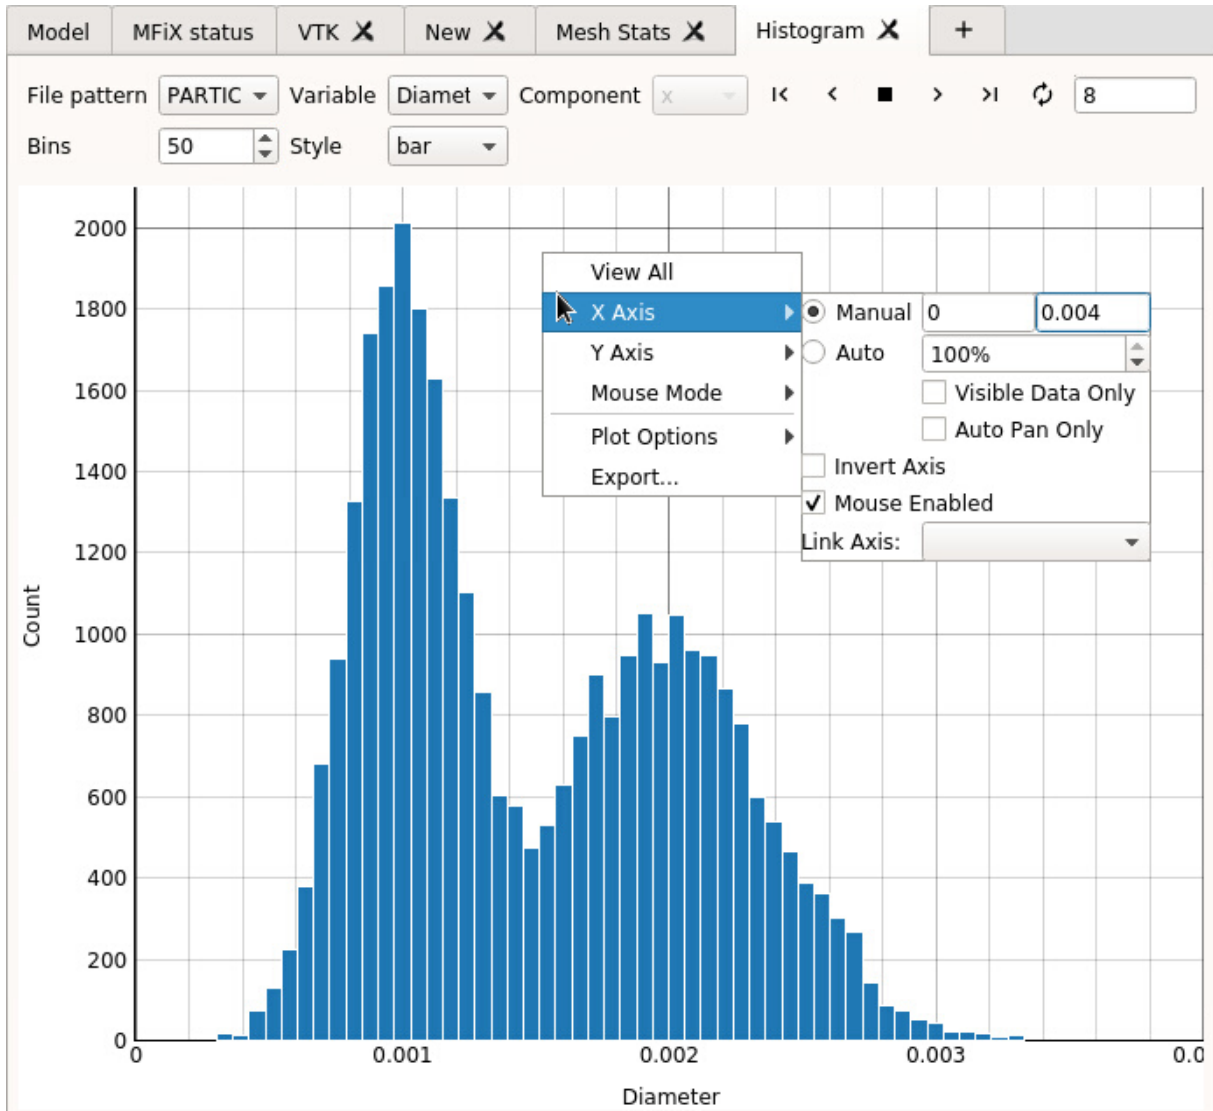 Model MFiX status VTK New Mesh Stats Histogram +
File pattern PARTIC Variable Diamet Component x 8
Bins 50 Style bar
2000
1800
1600
1400
1200
1000
800
600
400
200
0
Count
View All
X Axis
Y Axis
Mouse Mode
Plot Options
Export...
Manual 0 0.004
Auto 100%
Visible Data Only
Auto Pan Only
Invert Axis
Mouse Enabled
Link Axis:
0 0.001 0.002 0.003 0.0
Diameter